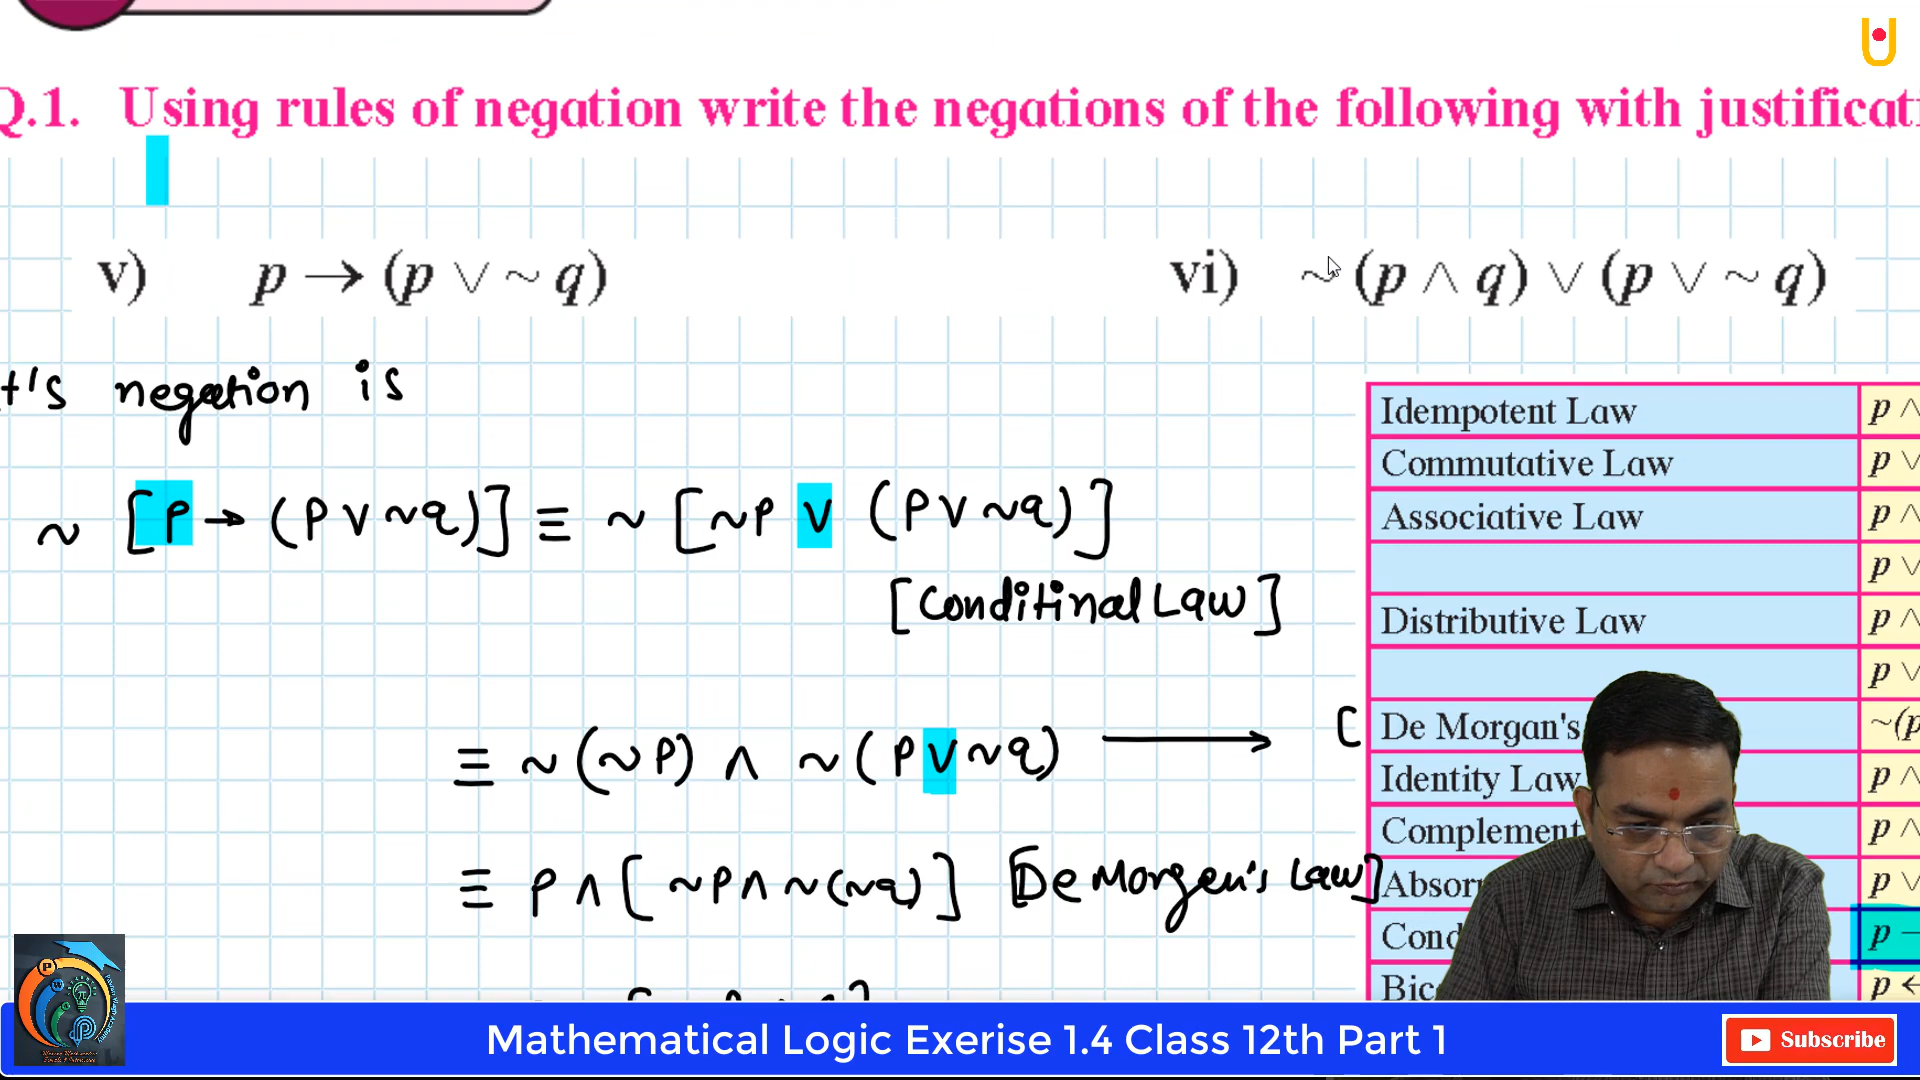 Q.1. Using rules of negation write the negations of the following with justificati
v) p → (p ∨ ~ q)
vi) ~ (p ∧ q) ∨ (p ∨ ~ q)
t's negation is
~ [p → (p ∨ ~q)] ≡ ~ [~p ∨ (p ∨ ~q)]
[Conditinal Law]
≡ ~(~p) ∧ ~(p ∨ ~q) ⟶ [
≡ p ∧ [~p ∧ ~(~q)] [De Morgen's Law]
Idempotent Law p ∧
Commutative Law p ∨
Associative Law p ∧
p ∨
Distributive Law p ∧
p ∨
De Morgan's ~(p
Identity Law p ∧
Complement p ∧
Absor p ∨
Cond p –
Bic p ←
Mathematical Logic Exerise 1.4 Class 12th Part 1
Subscribe